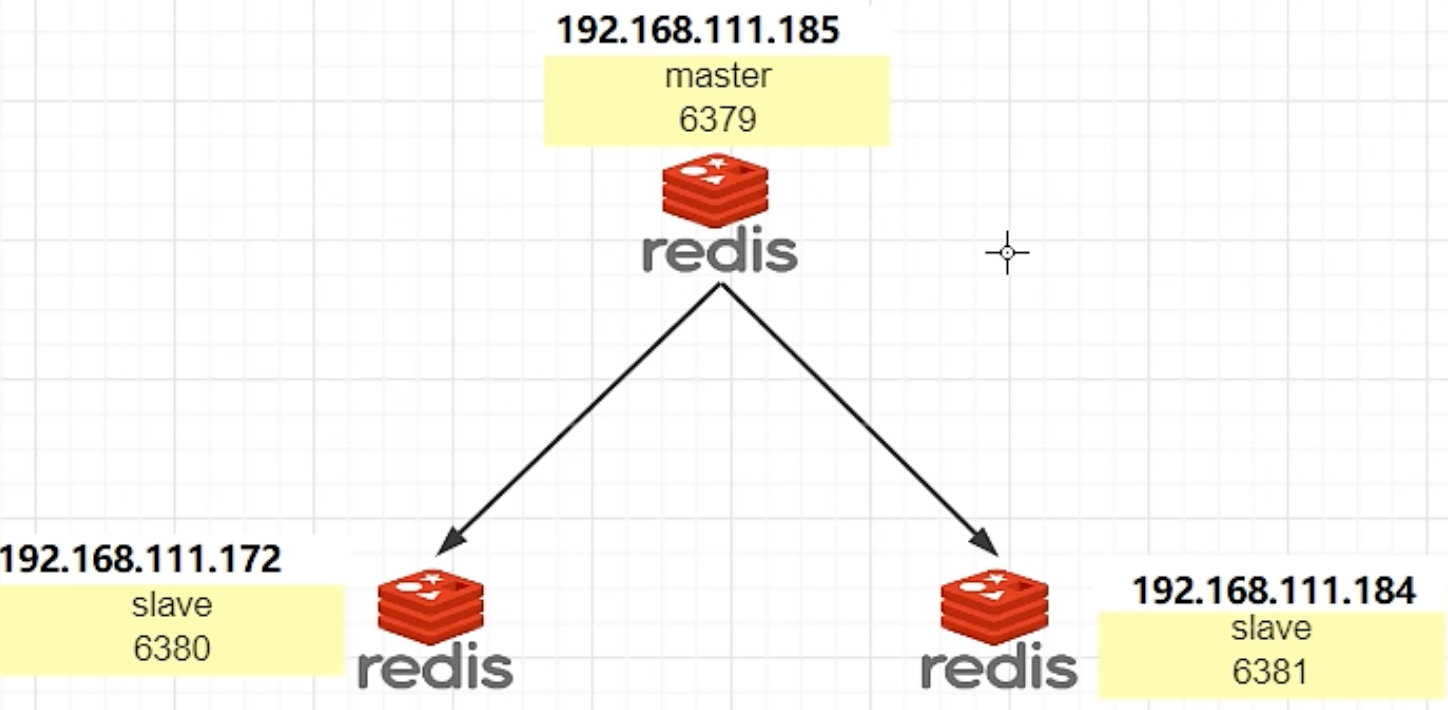 192.168.111.185
master
6379
redis
192.168.111.172
slave
6380
redis
redis
192.168.111.184
slave
6381